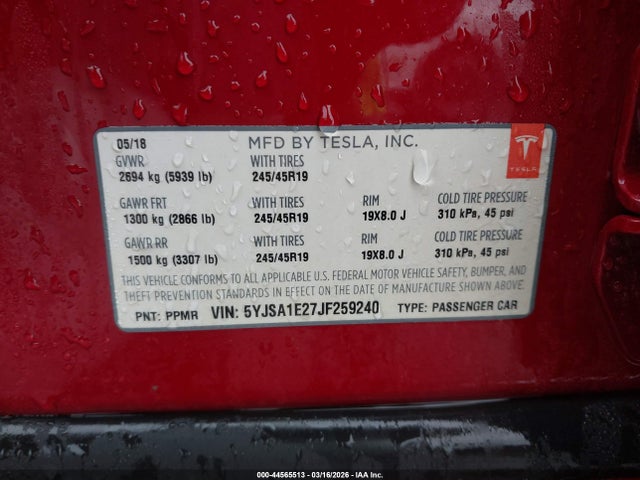 05/18 MFD BY TESLA, INC.
GVWR WITH TIRES
2694 kg (5939 lb) 245/45R19
TESLA
GAWR FRT WITH TIRES RIM COLD TIRE PRESSURE
1300 kg (2866 lb) 245/45R19 19X8.0 J 310 kPa, 45 psi
GAWR RR WITH TIRES RIM COLD TIRE PRESSURE
1500 kg (3307 lb) 245/45R19 19X8.0 J 310 kPa, 45 psi
THIS VEHICLE CONFORMS TO ALL APPLICABLE U.S. FEDERAL MOTOR VEHICLE SAFETY, BUMPER, AND
THEFT PREVENTION STANDARDS IN EFFECT ON THE DATE OF MANUFACTURE SHOWN ABOVE.
PNT: PPMR VIN: 5YJSA1E27JF259240 TYPE: PASSENGER CAR
000-44565513 - 03/16/2026 - IAA Inc.